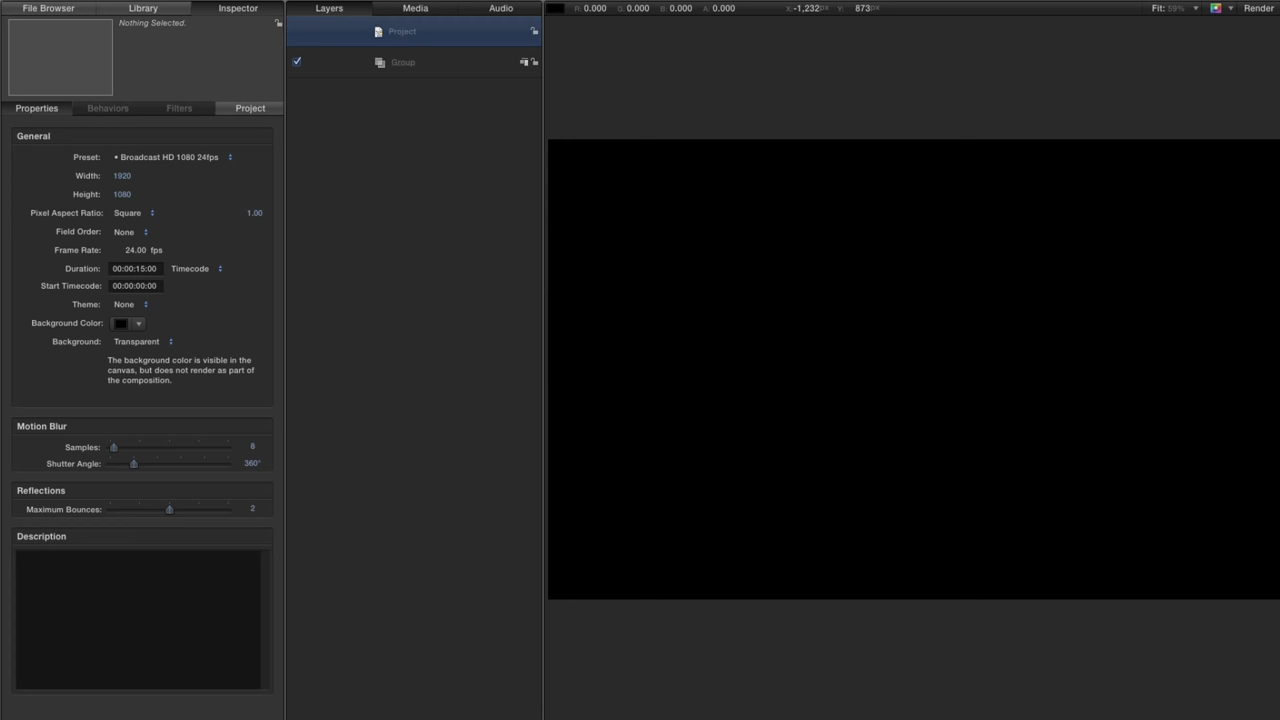 File Browser Library Inspector Layers Media Audio R: 0.000 G: 0.000 B: 0.000 A: 0.000 X: -1,232px Y: 873px Fit: 59% Render
Nothing Selected.
Project
Group
Properties Behaviors Filters Project
General
Preset: • Broadcast HD 1080 24fps
Width: 1920
Height: 1080
Pixel Aspect Ratio: Square 1.00
Field Order: None
Frame Rate: 24.00 fps
Duration: 00:00:15:00 Timecode
Start Timecode: 00:00:00:00
Theme: None
Background Color:
Background: Transparent
The background color is visible in the
canvas, but does not render as part of
the composition.
Motion Blur
Samples: 8
Shutter Angle: 360°
Reflections
Maximum Bounces: 2
Description